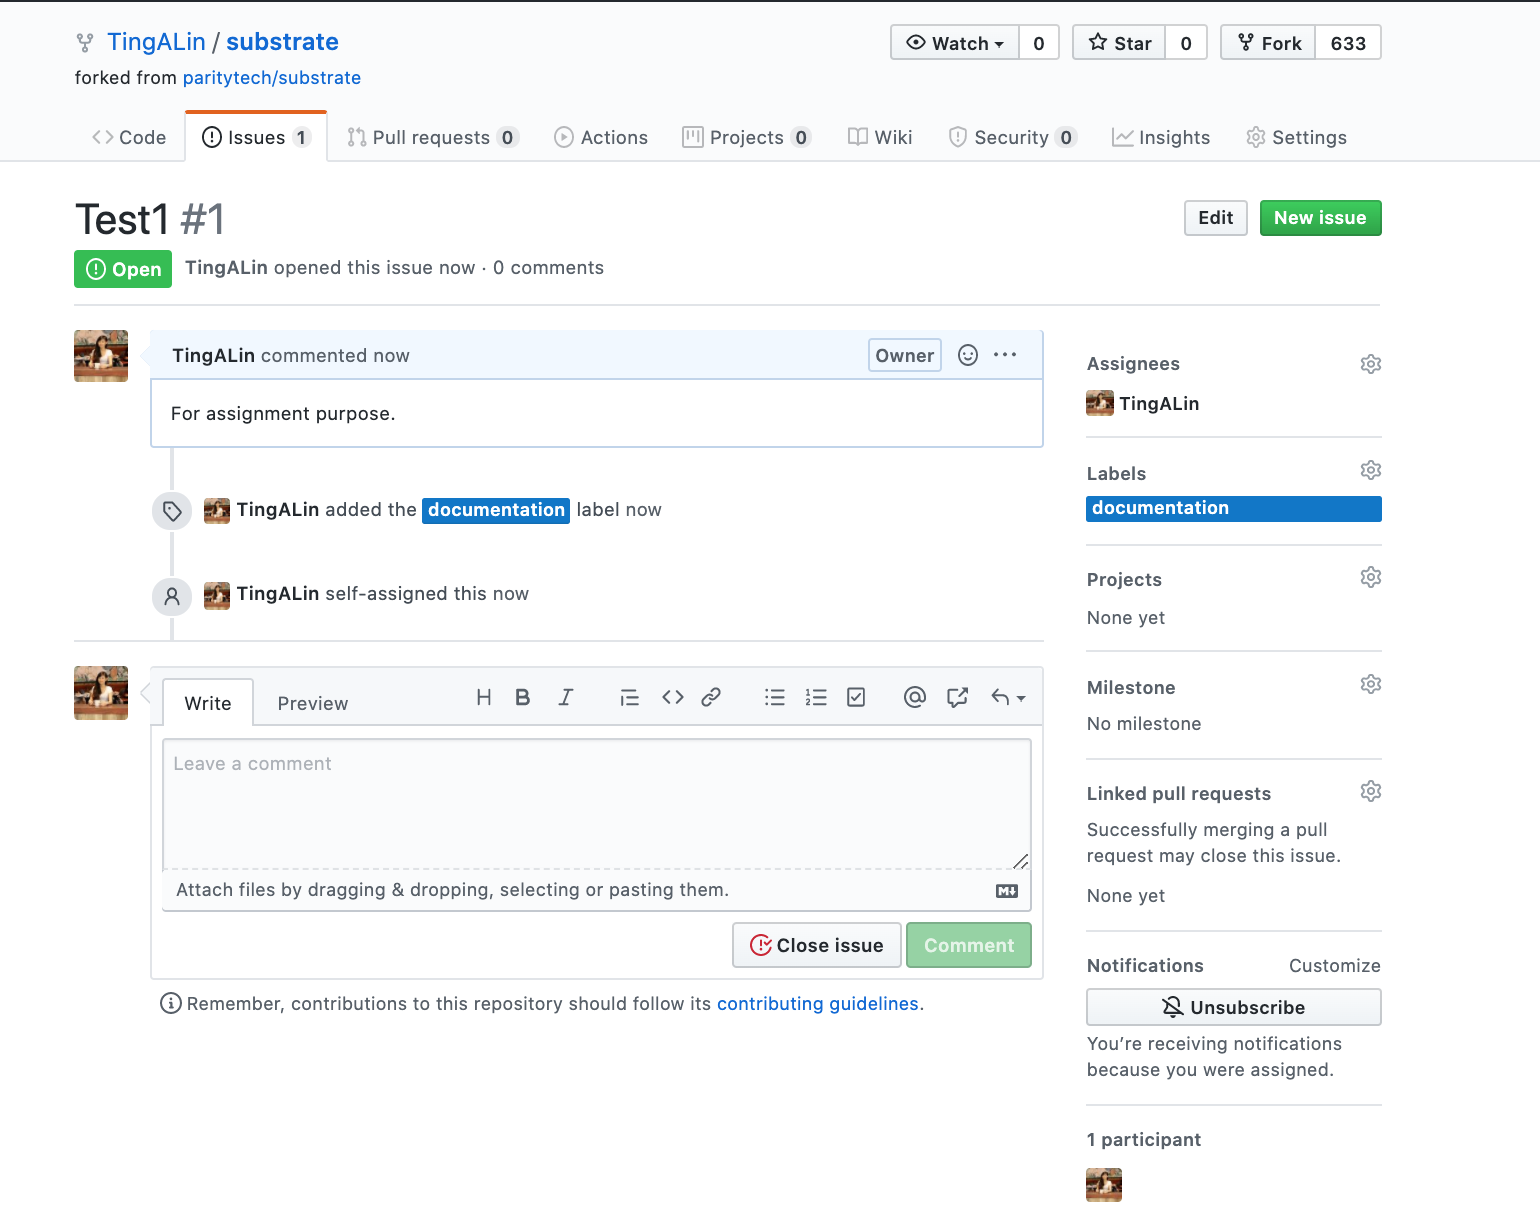 TingALin / substrate
Watch 0 Star 0 Fork 633
forked from paritytech/substrate
Code Issues 1 Pull requests 0 Actions Projects 0 Wiki Security 0 Insights Settings
Test1 #1
Edit New issue
Open TingALin opened this issue now · 0 comments
TingALin commented now Owner
For assignment purpose.
TingALin added the documentation label now
TingALin self-assigned this now
Write Preview H B I
Leave a comment
Attach files by dragging & dropping, selecting or pasting them.
Close issue Comment
Remember, contributions to this repository should follow its contributing guidelines.
Assignees
TingALin
Labels
documentation
Projects
None yet
Milestone
No milestone
Linked pull requests
Successfully merging a pull
request may close this issue.
None yet
Notifications Customize
Unsubscribe
You’re receiving notifications
because you were assigned.
1 participant